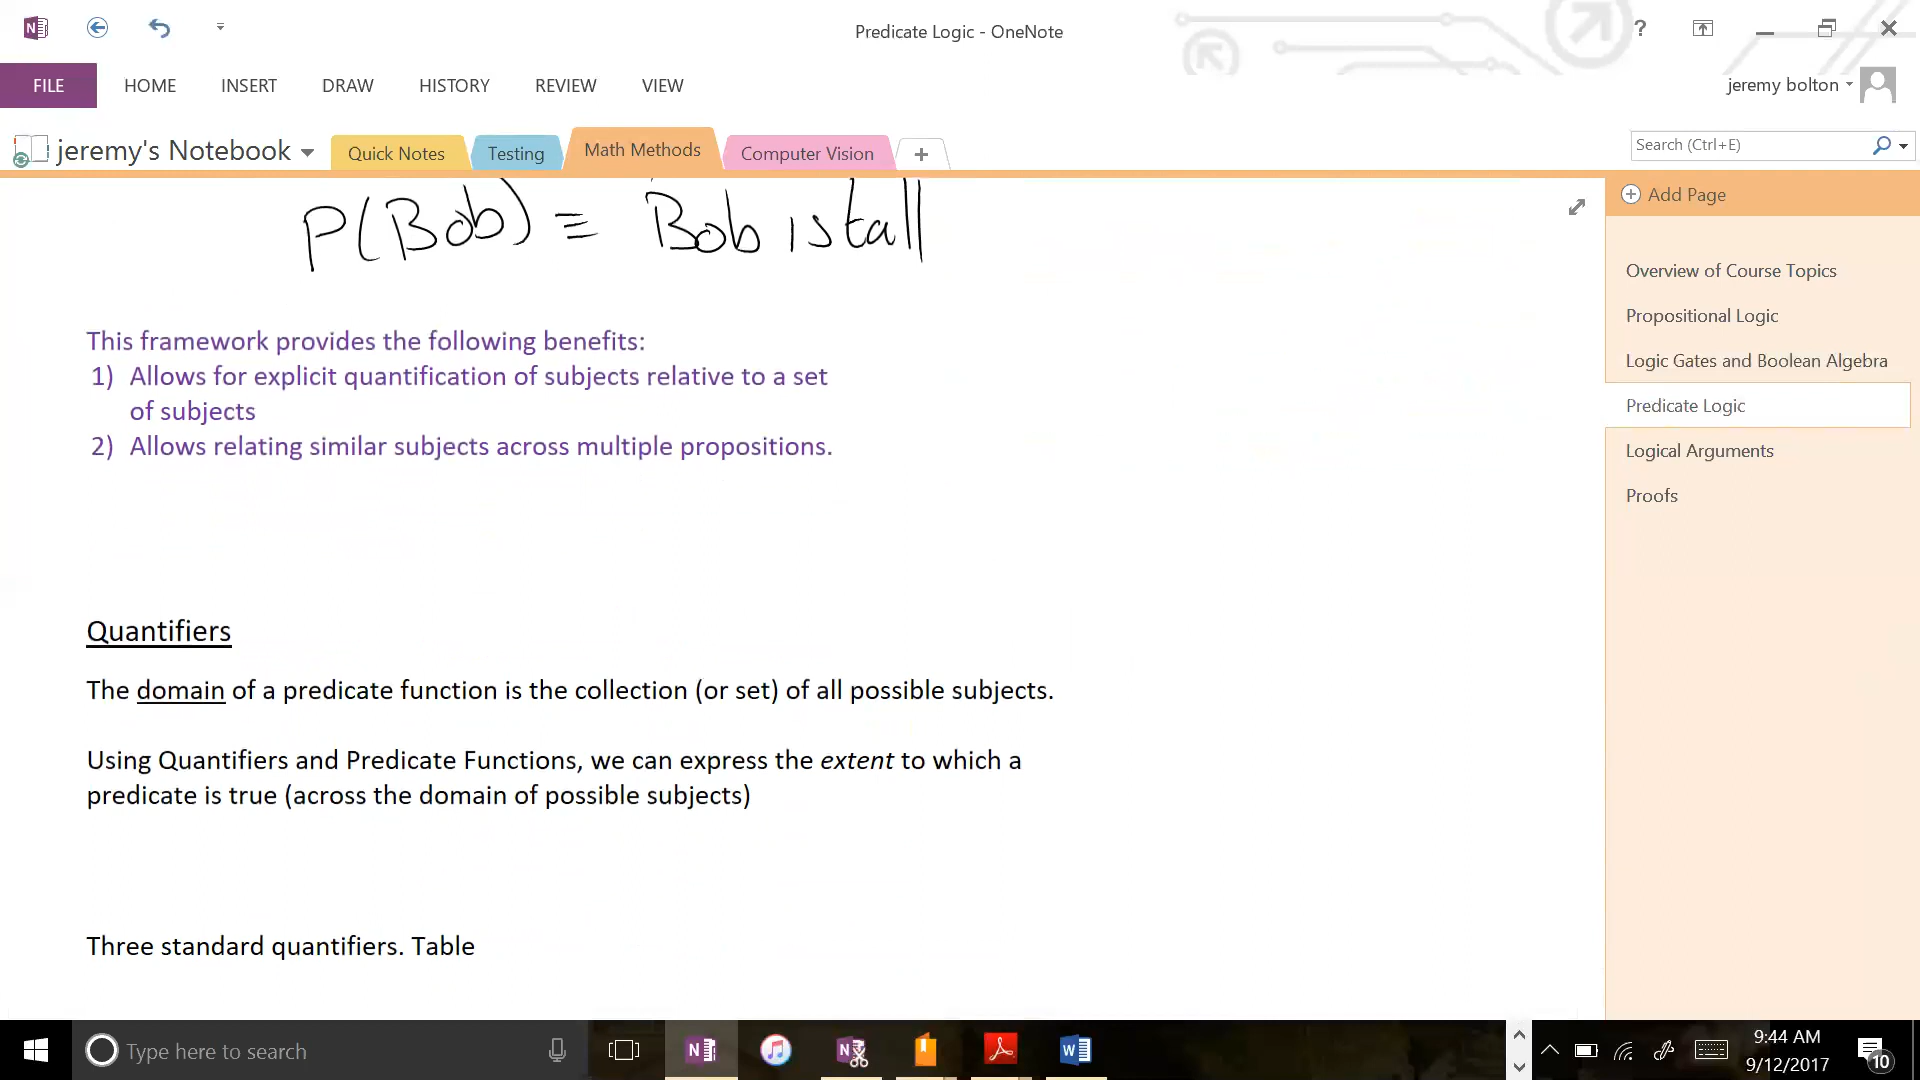 Predicate Logic - OneNote
?
FILE HOME INSERT DRAW HISTORY REVIEW VIEW
jeremy bolton
jeremy's Notebook
Quick Notes
Testing
Math Methods
Computer Vision
+
Search (Ctrl+E)
P(Bob) ≡ Bob is tall
This framework provides the following benefits:
1) Allows for explicit quantification of subjects relative to a set
of subjects
2) Allows relating similar subjects across multiple propositions.
Quantifiers
The domain of a predicate function is the collection (or set) of all possible subjects.
Using Quantifiers and Predicate Functions, we can express the extent to which a
predicate is true (across the domain of possible subjects)
Three standard quantifiers. Table
Add Page
Overview of Course Topics
Propositional Logic
Logic Gates and Boolean Algebra
Predicate Logic
Logical Arguments
Proofs
Type here to search
9:44 AM
9/12/2017
10